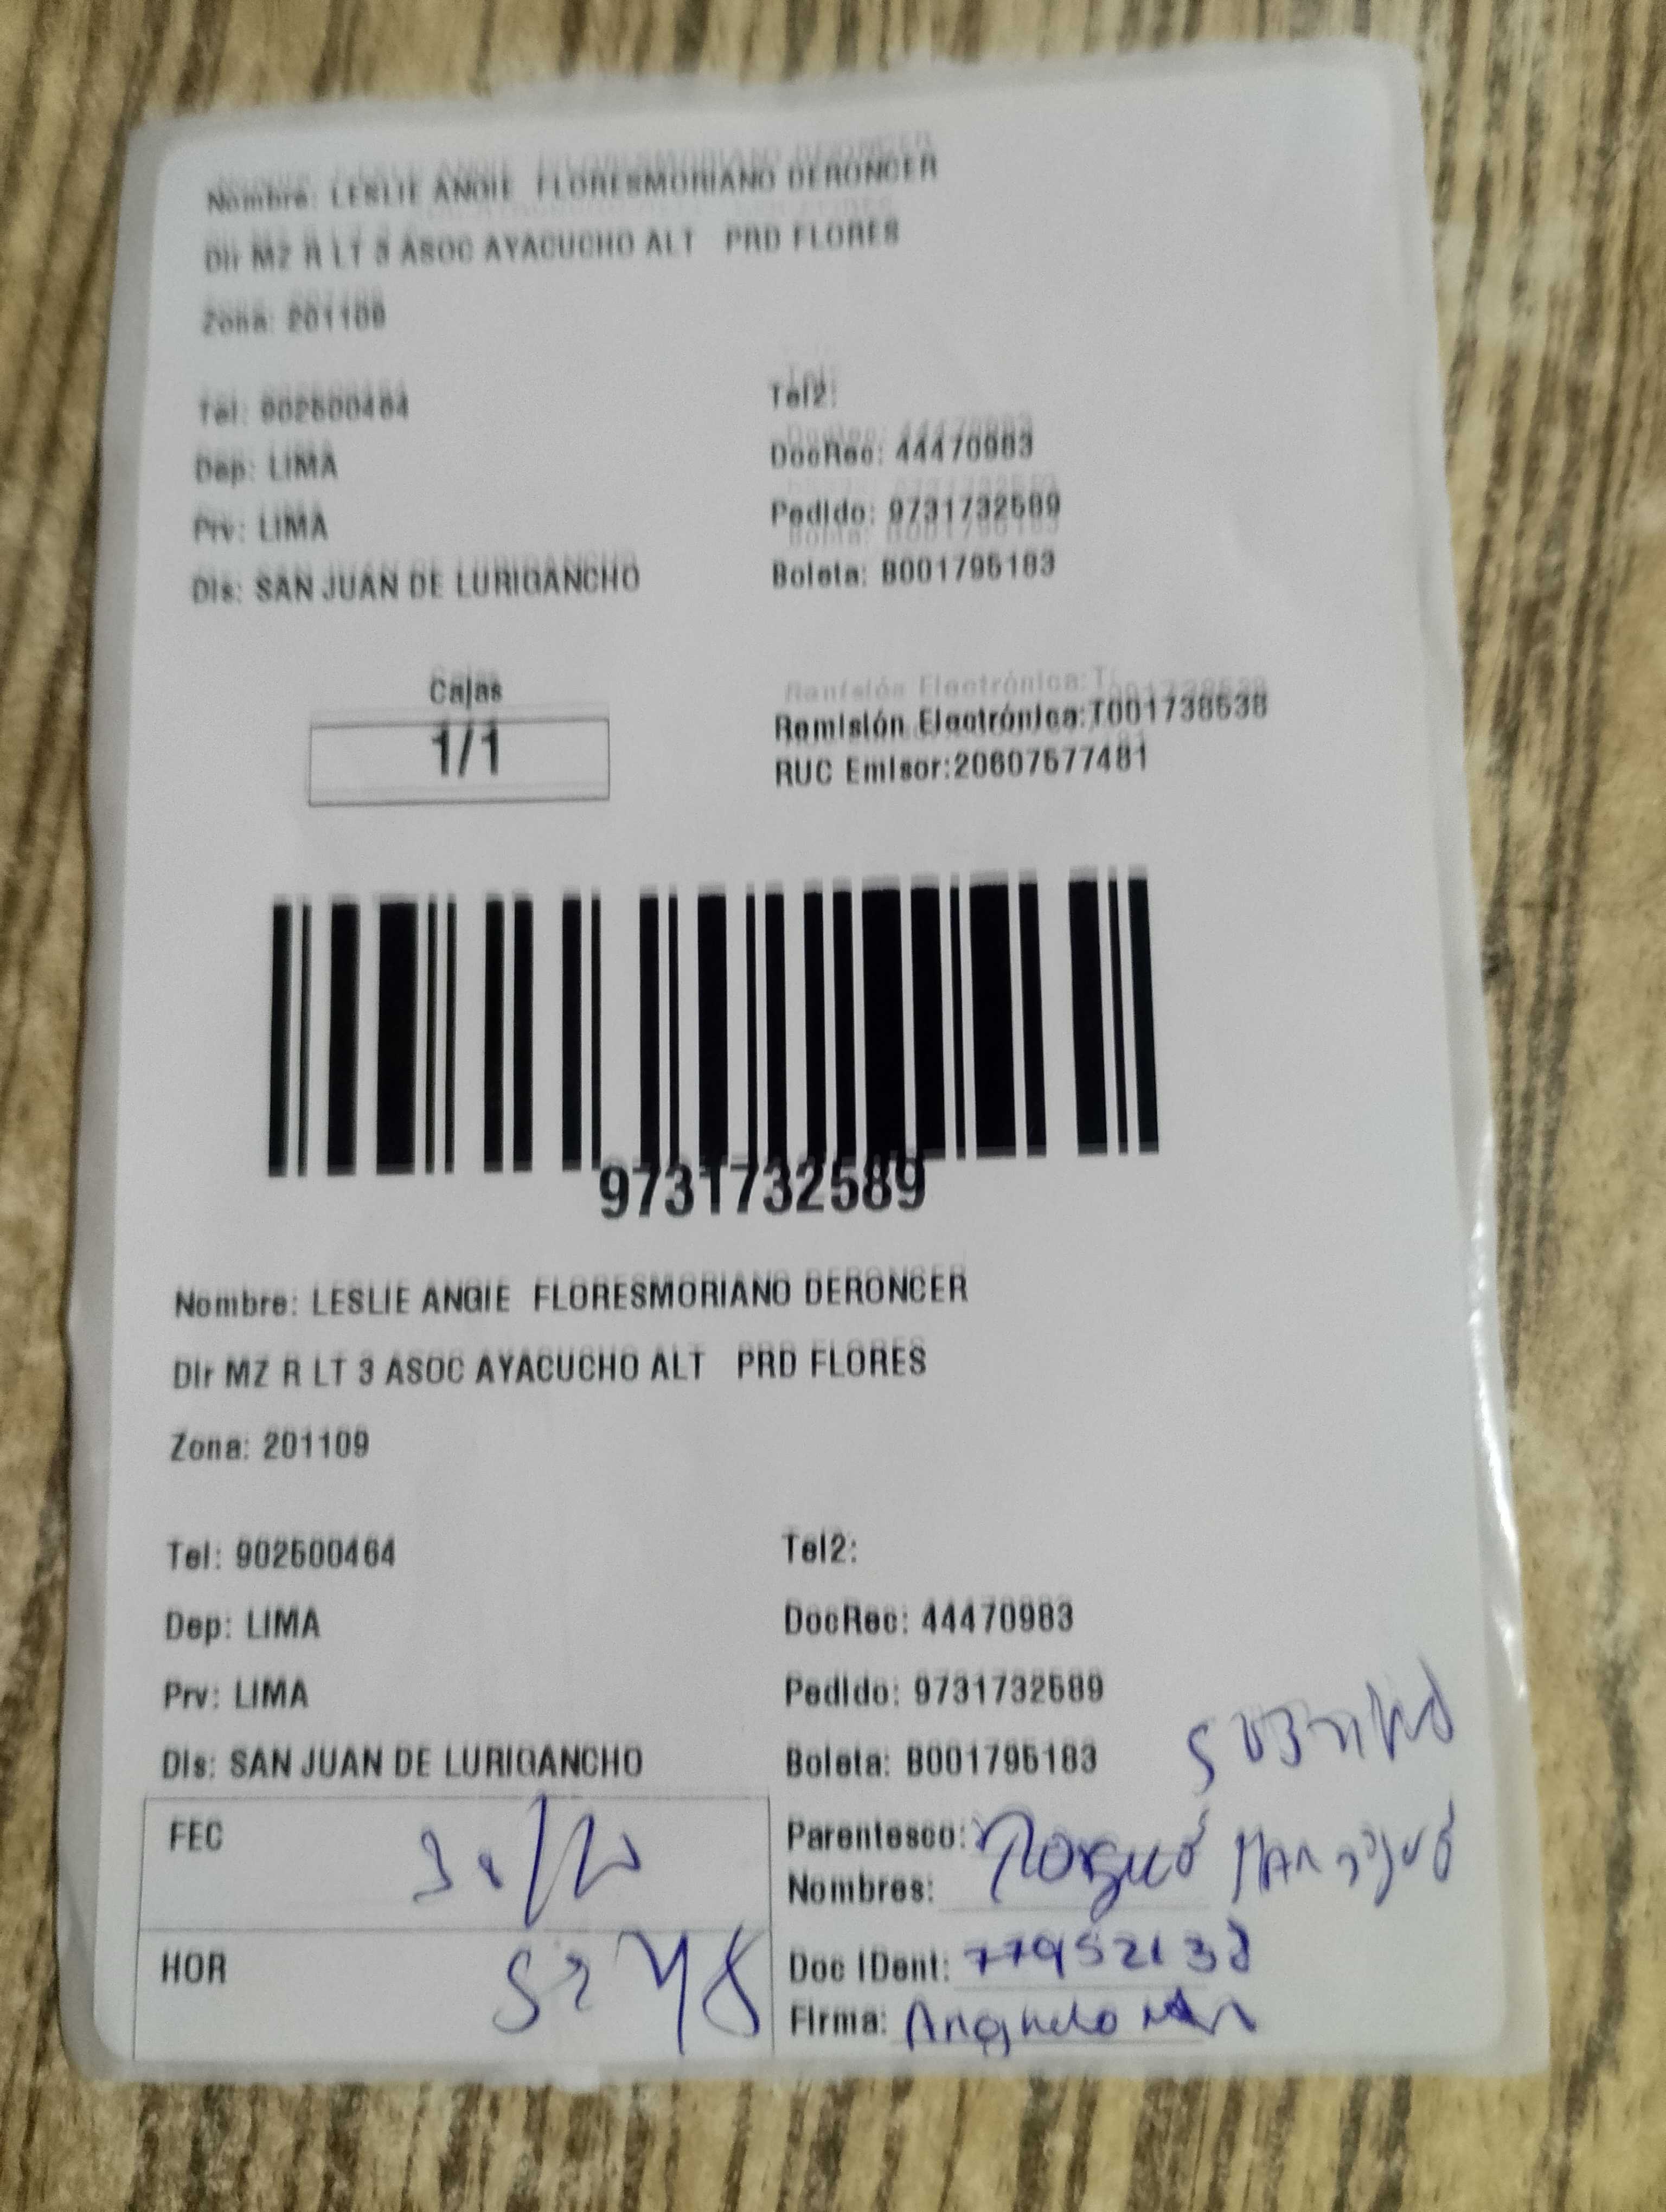 Nombre: LESLIE ANGIE FLORESMORIANO DERONCER
Dir MZ R LT 3 ASOC AYACUCHO ALT PRD FLORES
Zona: 201109
Tel: 902500464
Tel2:
Dep: LIMA
DocRec: 44470983
Prv: LIMA
Pedido: 9731732589
Dis: SAN JUAN DE LURIGANCHO
Boleta: B001795183
Cajas
1/1
Remisión Electrónica:T001738538
RUC Emisor:20607577481
9731732589
Nombre: LESLIE ANGIE FLORESMORIANO DERONCER
Dir MZ R LT 3 ASOC AYACUCHO ALT PRD FLORES
Zona: 201109
Tel: 902500464
Tel2:
Dep: LIMA
DocRec: 44470983
Prv: LIMA
Pedido: 9731732589
Dis: SAN JUAN DE LURIGANCHO
Boleta: B001795183
FEC
Parentesco:
Nombres:
HOR
Doc IDent:
Firma: